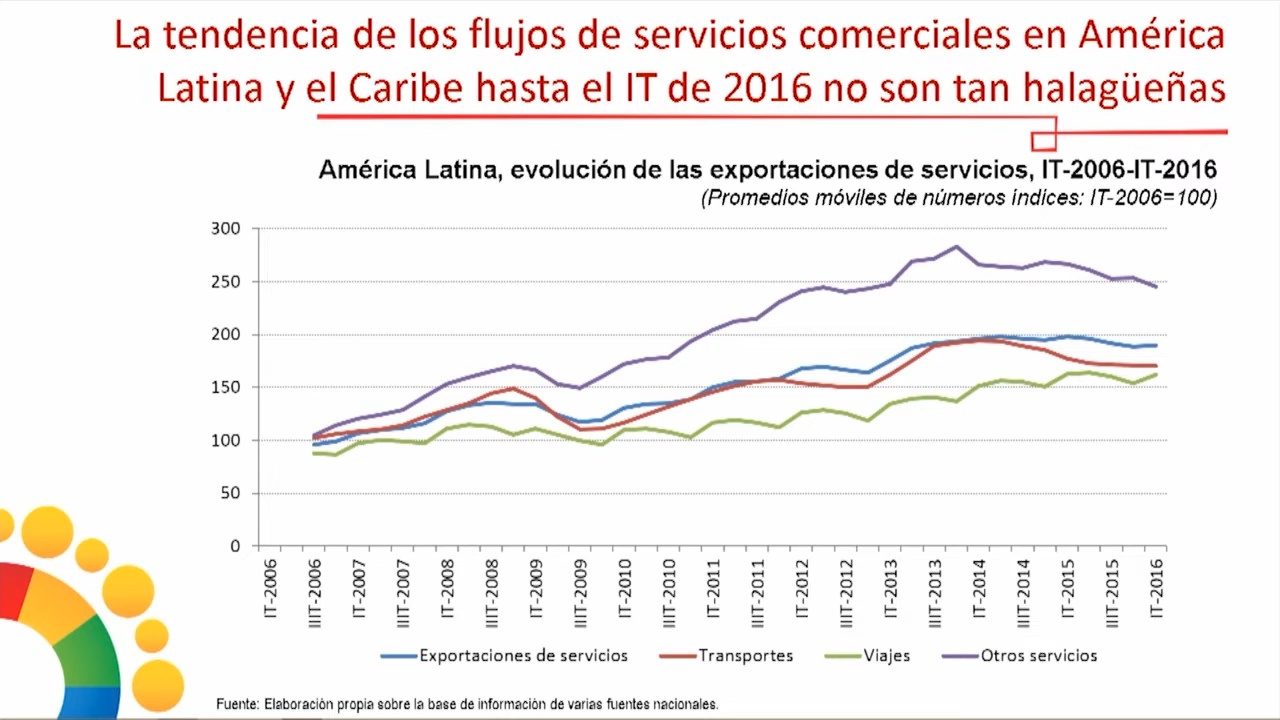 La tendencia de los flujos de servicios comerciales en América
Latina y el Caribe hasta el IT de 2016 no son tan halagüeñas
América Latina, evolución de las exportaciones de servicios, IT-2006-IT-2016
(Promedios móviles de números índices: IT-2006=100)
300
250
200
150
100
50
0
IT-2006
IIIT-2006
IT-2007
IIIT-2007
IT-2008
IIIT-2008
IT-2009
IIIT-2009
IT-2010
IIIT-2010
IT-2011
IIIT-2011
IT-2012
IIIT-2012
IT-2013
IIIT-2013
IT-2014
IIIT-2014
IT-2015
IIIT-2015
IT-2016
Exportaciones de servicios Transportes Viajes Otros servicios
Fuente: Elaboración propia sobre la base de información de varias fuentes nacionales.